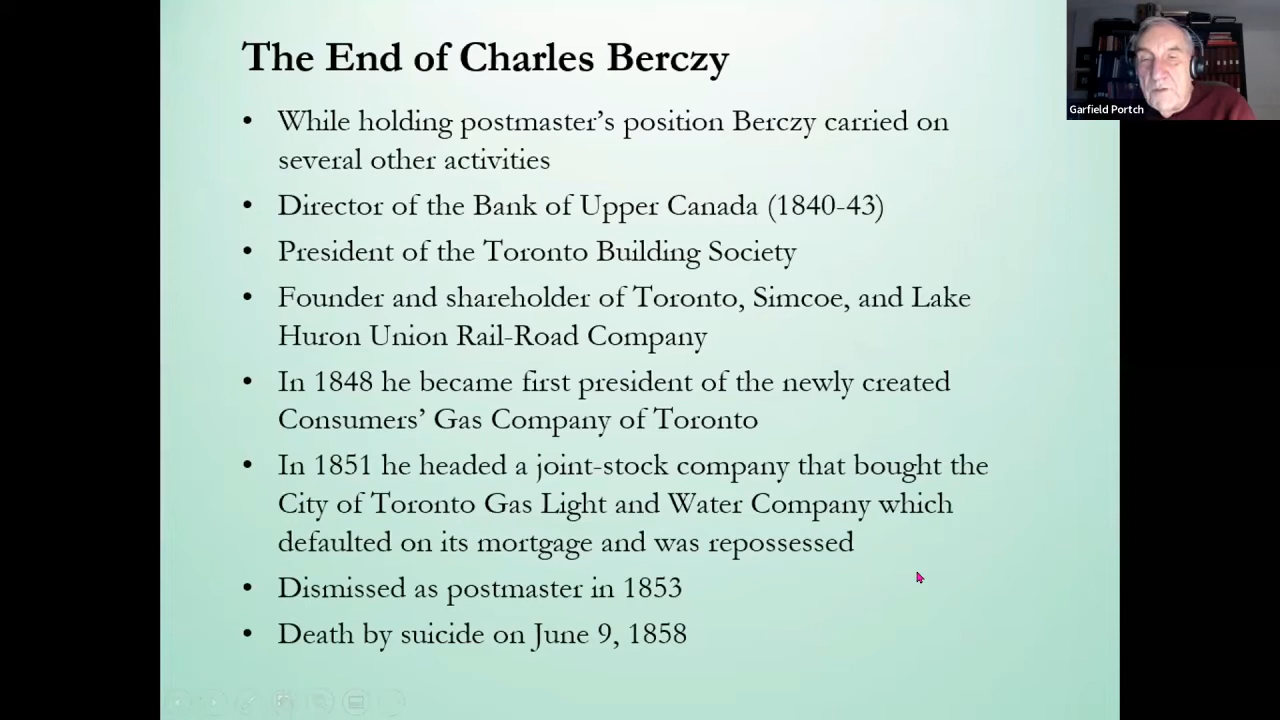 The End of Charles Berczy
• While holding postmaster’s position Berczy carried on
several other activities
• Director of the Bank of Upper Canada (1840-43)
• President of the Toronto Building Society
• Founder and shareholder of Toronto, Simcoe, and Lake
Huron Union Rail-Road Company
• In 1848 he became first president of the newly created
Consumers’ Gas Company of Toronto
• In 1851 he headed a joint-stock company that bought the
City of Toronto Gas Light and Water Company which
defaulted on its mortgage and was repossessed
• Dismissed as postmaster in 1853
• Death by suicide on June 9, 1858
Garfield Portch